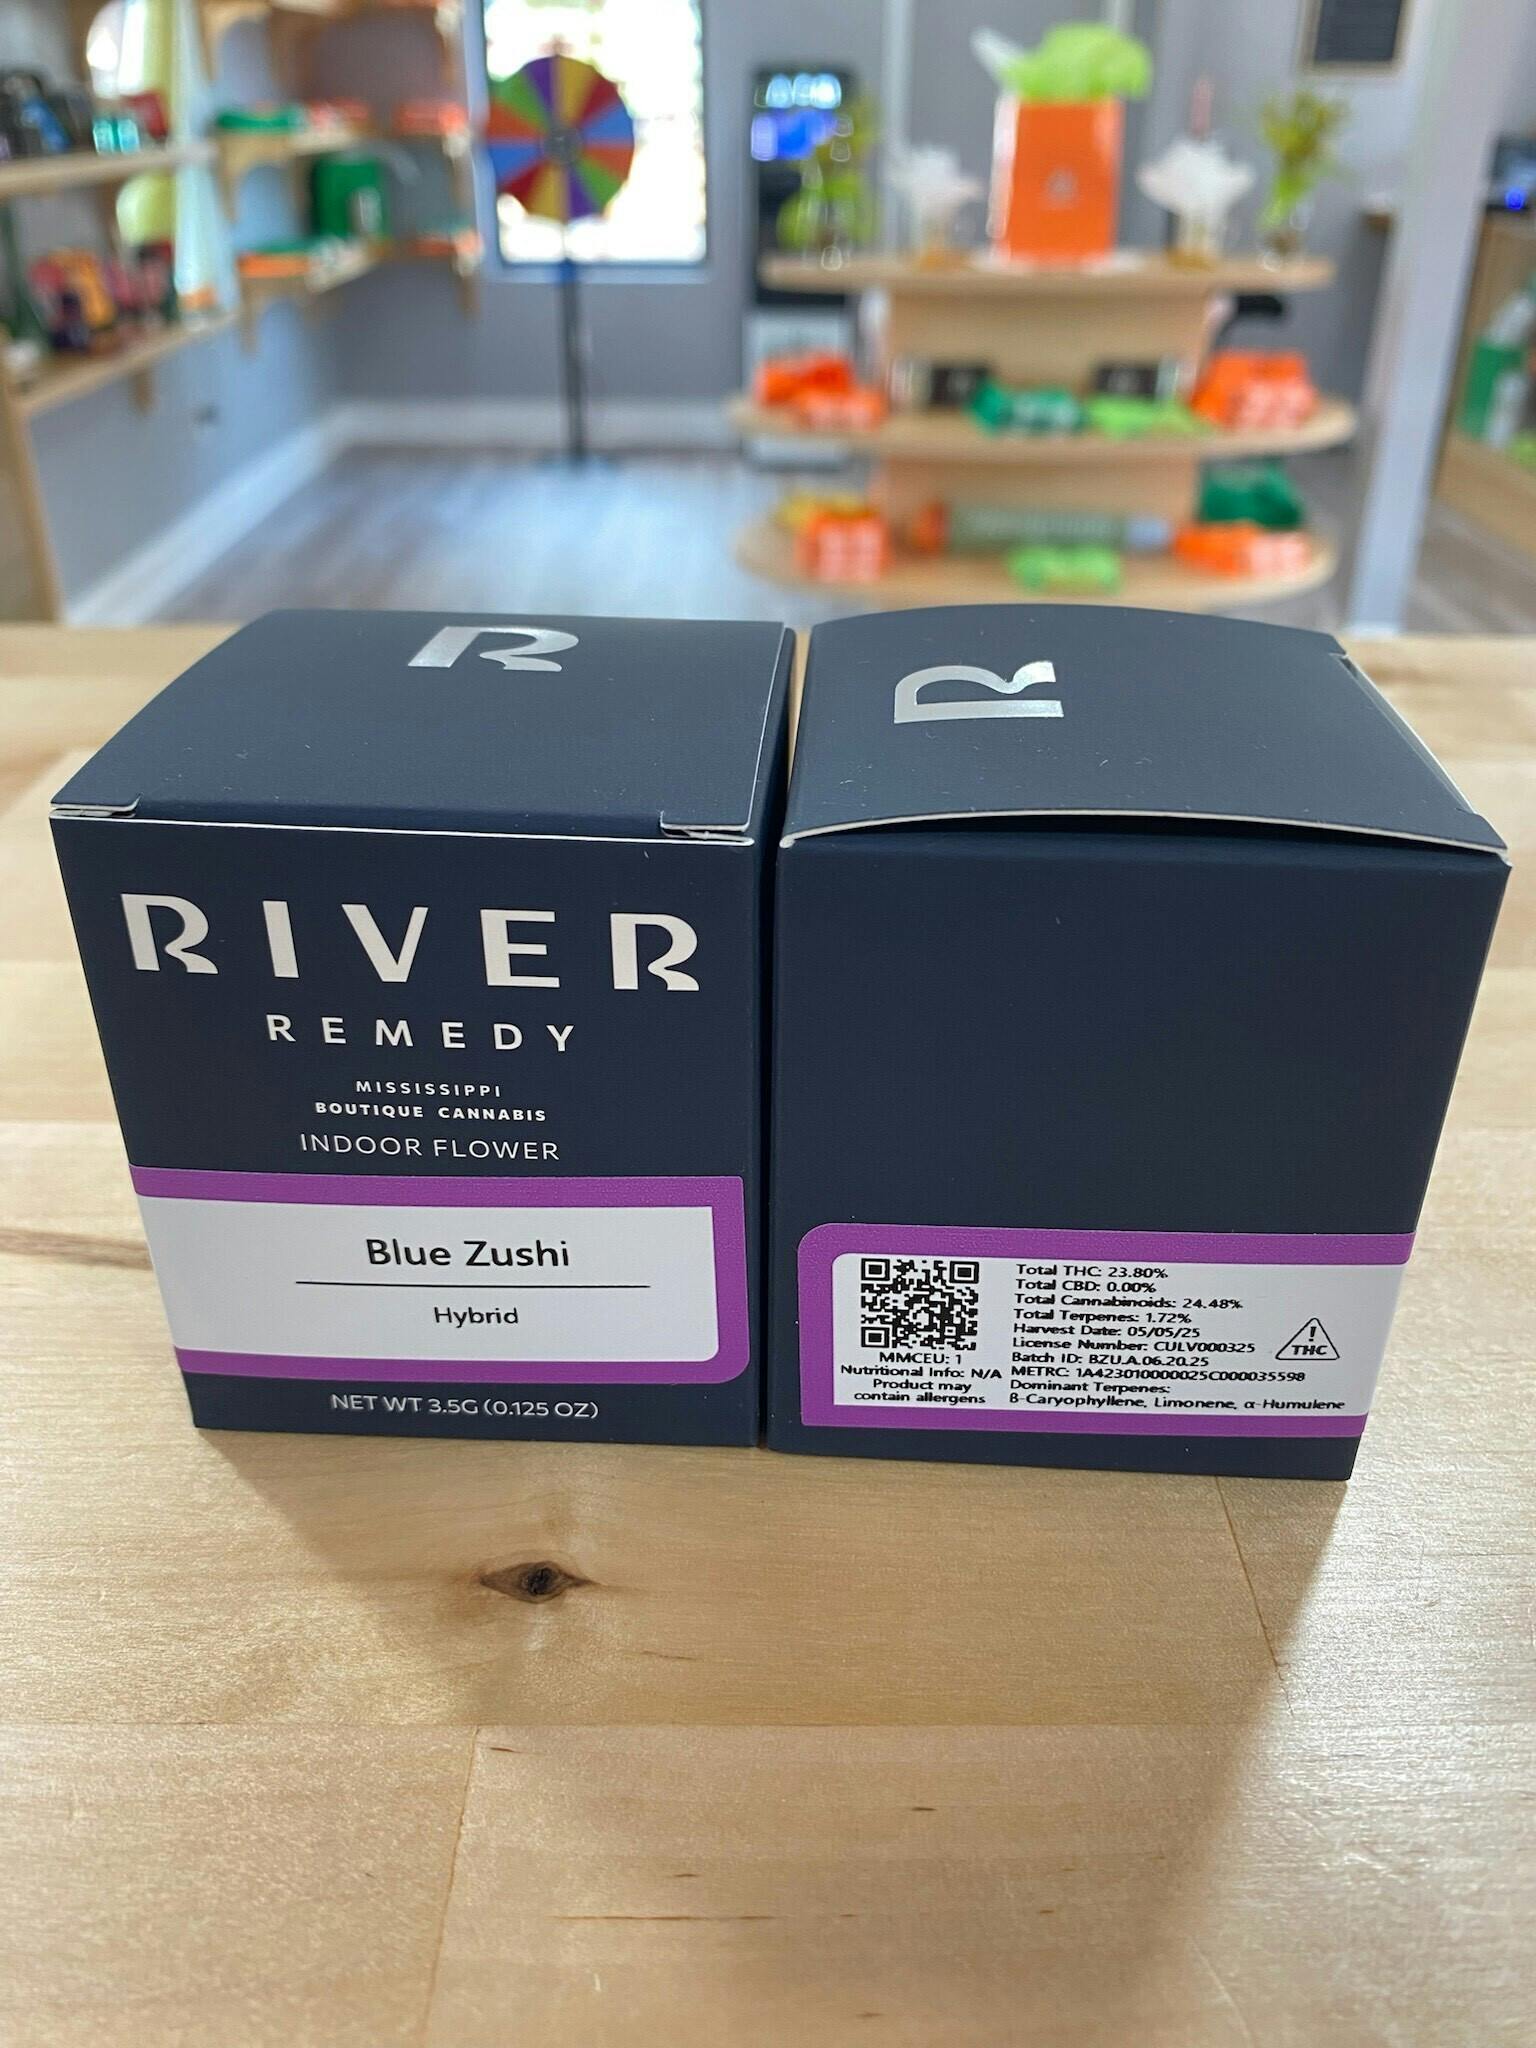 R
R
RIVER
REMEDY
MISSISSIPPI
BOUTIQUE CANNABIS
INDOOR FLOWER
Blue Zushi
Hybrid
NET WT 3.5G (0.125 OZ)
MMCEU: 1
Nutritional Info: N/A
Product may
contain allergens
Total THC: 23.80%
Total CBD: 0.00%
Total Cannabinoids: 24.48%
Total Terpenes: 1.72%
Harvest Date: 05/05/25
License Number: CULV000325
Batch ID: BZU.A.06.20.25
METRC: 1A423010000025C000035598
Dominant Terpenes:
β-Caryophyllene, Limonene, α-Humulene
!
THC